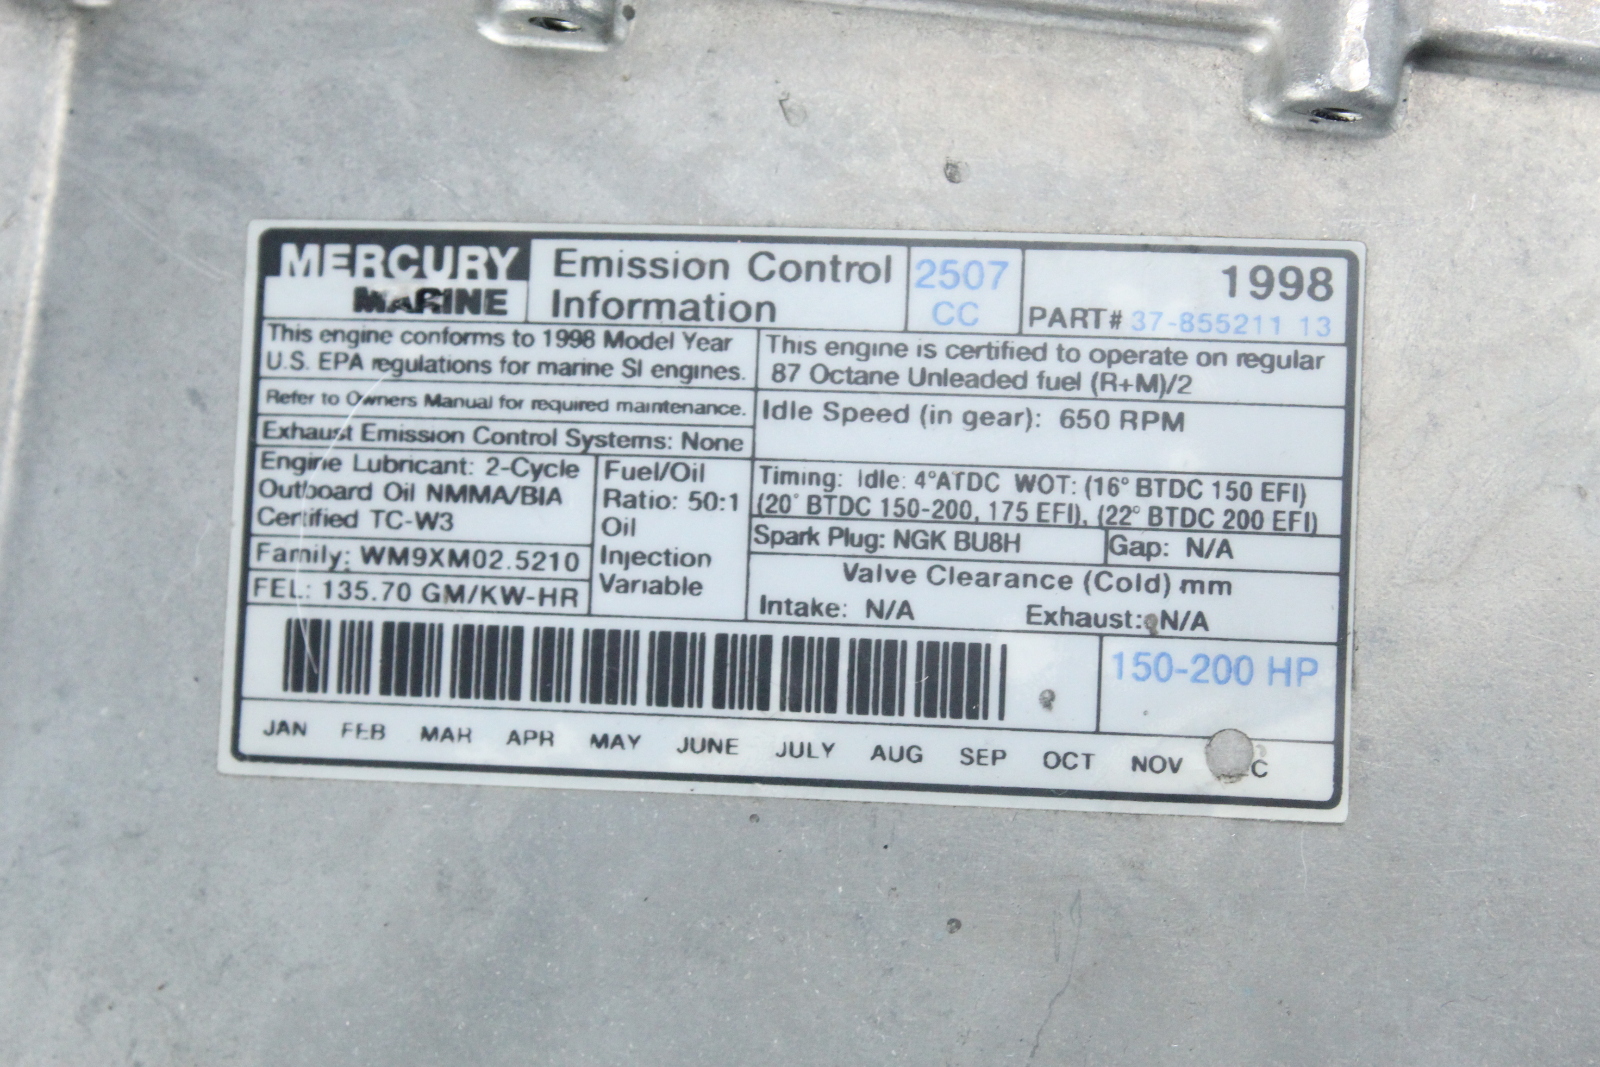 MERCURY
MARINE
Emission Control
Information
2507
CC
1998
PART# 37-855211 13
This engine conforms to 1998 Model Year
U.S. EPA regulations for marine SI engines.
Refer to Owners Manual for required maintenance.
Exhaust Emission Control Systems: None
Engine Lubricant: 2-Cycle
Outboard Oil NMMA/BIA
Certified TC-W3
Family: WM9XM02.5210
FEL: 135.70 GM/KW-HR
Fuel/Oil
Ratio: 50:1
Oil
Injection
Variable
This engine is certified to operate on regular
87 Octane Unleaded fuel (R+M)/2
Idle Speed (in gear): 650 RPM
Timing: Idle: 4°ATDC WOT: (16° BTDC 150 EFI)
(20° BTDC 150-200, 175 EFI), (22° BTDC 200 EFI)
Spark Plug: NGK BU8H
Gap: N/A
Valve Clearance (Cold) mm
Intake: N/A Exhaust: N/A
150-200 HP
JAN FEB MAR APR MAY JUNE JULY AUG SEP OCT NOV